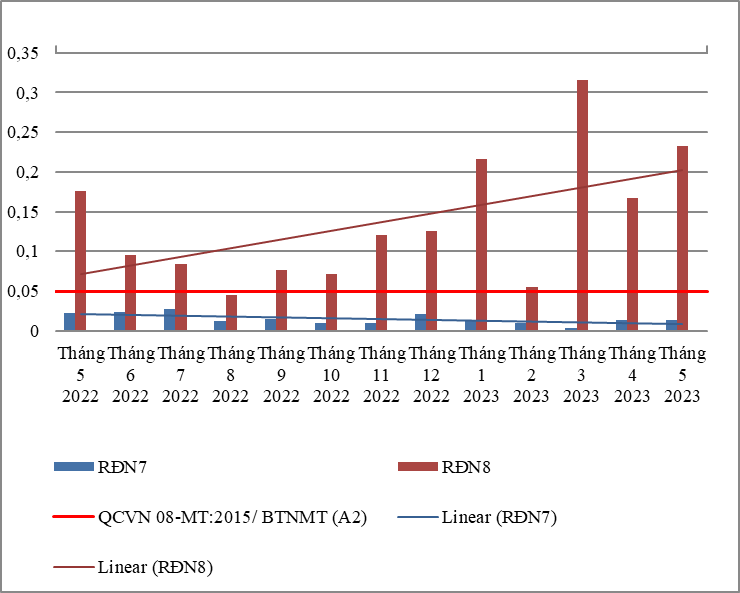 0,35
0,3
0,25
0,2
0,15
0,1
0,05
0
Tháng Tháng Tháng Tháng Tháng Tháng Tháng Tháng Tháng Tháng Tháng Tháng Tháng
5 6 7 8 9 10 11 12 1 2 3 4 5
2022 2022 2022 2022 2022 2022 2022 2022 2023 2023 2023 2023 2023
RĐN7 RĐN8
QCVN 08-MT:2015/ BTNMT (A2) Linear (RĐN7)
Linear (RĐN8)